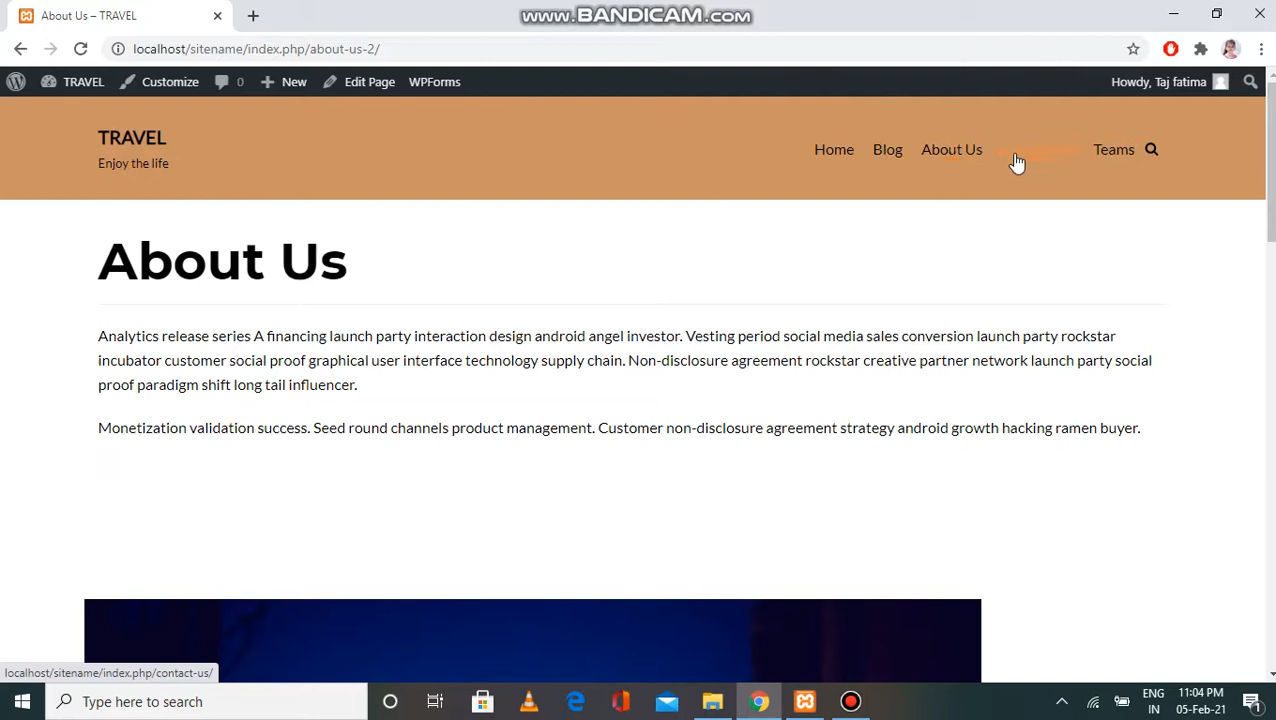 About Us – TRAVEL
www.BANDICAM.com
localhost/sitename/index.php/about-us-2/
TRAVEL Customize 0 New Edit Page WPForms Howdy, Taj fatima
TRAVEL
Enjoy the life
Home Blog About Us Teams
About Us
Analytics release series A financing launch party interaction design android angel investor. Vesting period social media sales conversion launch party rockstar
incubator customer social proof graphical user interface technology supply chain. Non-disclosure agreement rockstar creative partner network launch party social
proof paradigm shift long tail influencer.
Monetization validation success. Seed round channels product management. Customer non-disclosure agreement strategy android growth hacking ramen buyer.
localhost/sitename/index.php/contact-us/
Type here to search
ENG
IN
11:04 PM
05-Feb-21
1